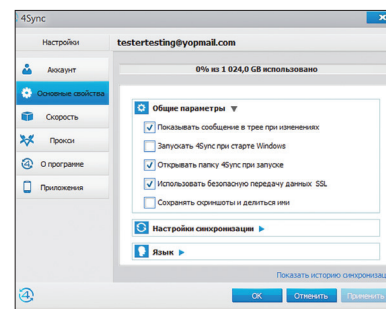 4Sync
Настройки
testertesting@yopmail.com
Аккаунт
Основные свойства
Скорость
Прокси
О программе
Приложения
0% из 1 024,0 GB использовано
Общие параметры
Показывать сообщение в трее при изменениях
Запускать 4Sync при старте Windows
Открывать папку 4Sync при запуске
Использовать безопасную передачу данных SSL
Сохранять скриншоты и делиться ими
Настройки синхронизации
Язык
Показать историю синхронизац
4
OK
Отменить
Применить